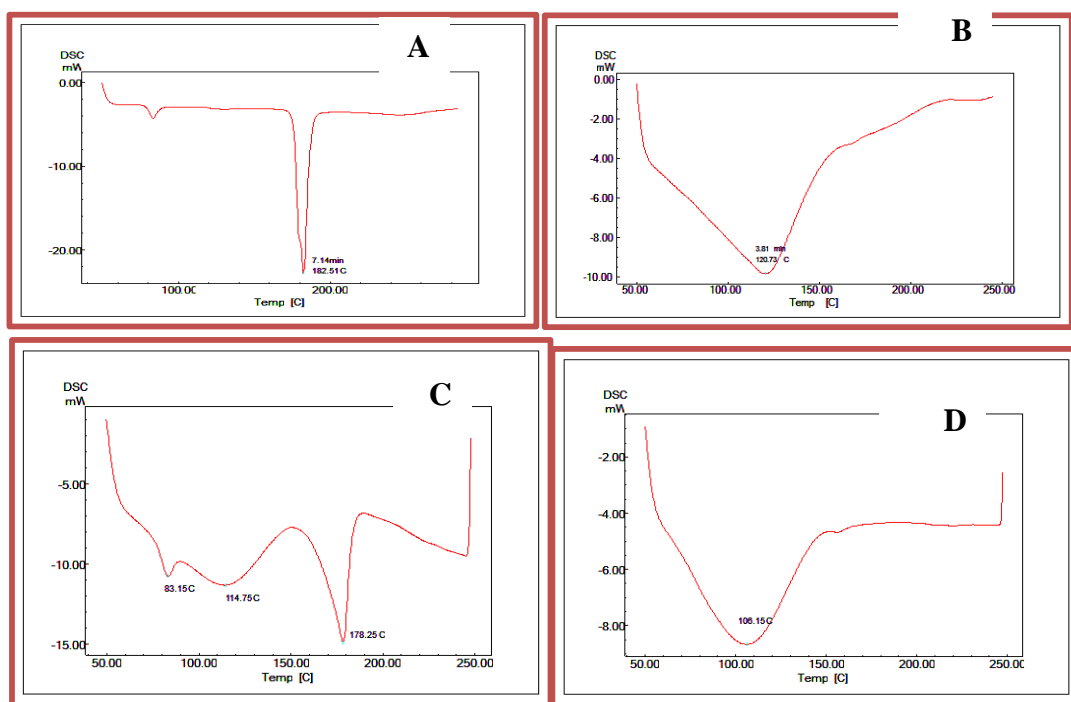 A
DSC
mW
0.00
-10.00
-20.00
7.14min
182.51C
100.00 200.00
Temp [C]
B
DSC
mW
0.00
-2.00
-4.00
-6.00
-8.00
-10.00
3.81 min
120.73 C
50.00 100.00 150.00 200.00 250.00
Temp [C]
C
DSC
mW
-5.00
-10.00
-15.00
83.15C
114.75C
178.25C
50.00 100.00 150.00 200.00 250.00
Temp [C]
D
DSC
mW
-2.00
-4.00
-6.00
-8.00
106.15C
50.00 100.00 150.00 200.00 250.00
Temp [C]